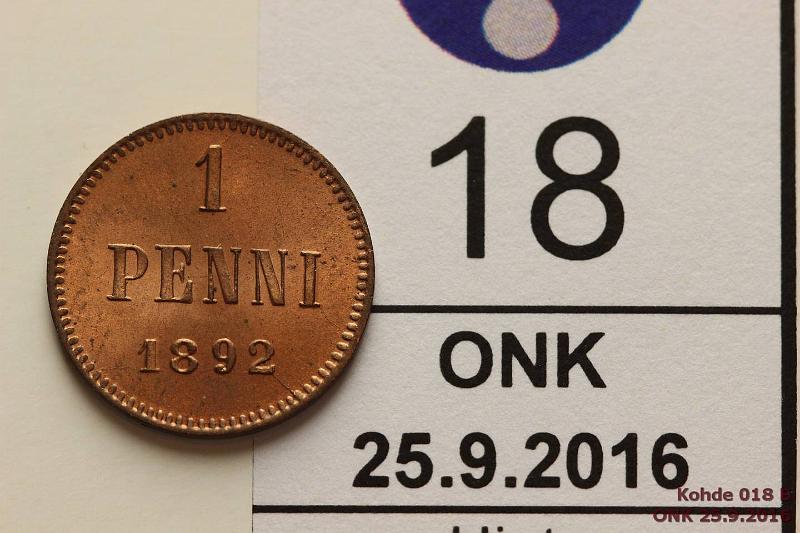 1
PENNI
1892
18
ONK
25.9.2016
Kohde 018 B
ONK 25.9.2016